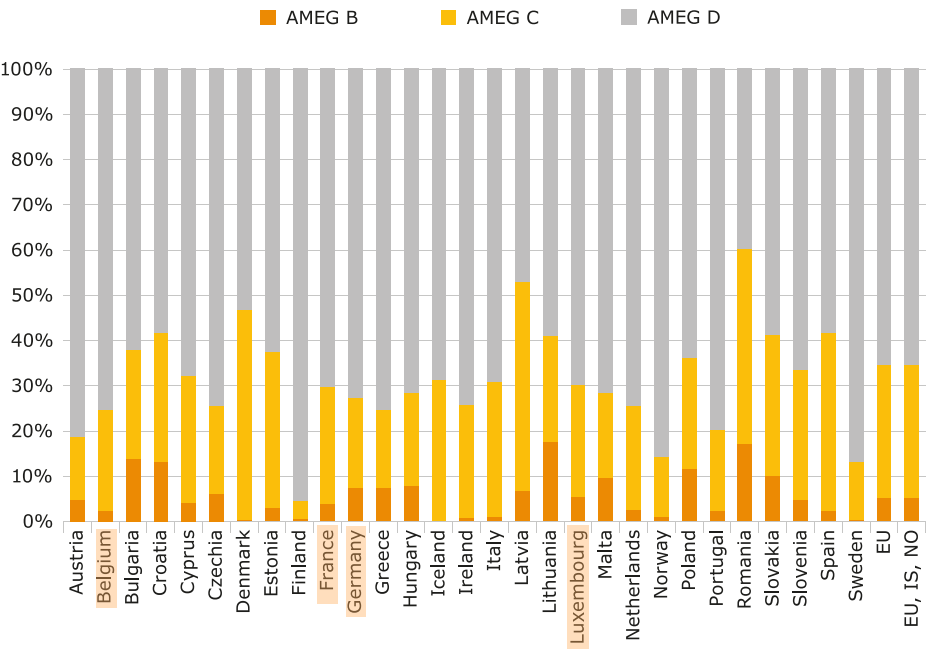 AMEG B AMEG C AMEG D
100%
90%
80%
70%
60%
50%
40%
30%
20%
10%
0%
Austria
Belgium
Bulgaria
Croatia
Cyprus
Czechia
Denmark
Estonia
Finland
France
Germany
Greece
Hungary
Iceland
Ireland
Italy
Latvia
Lithuania
Luxembourg
Malta
Netherlands
Norway
Poland
Portugal
Romania
Slovakia
Slovenia
Spain
Sweden
EU
EU, IS, NO